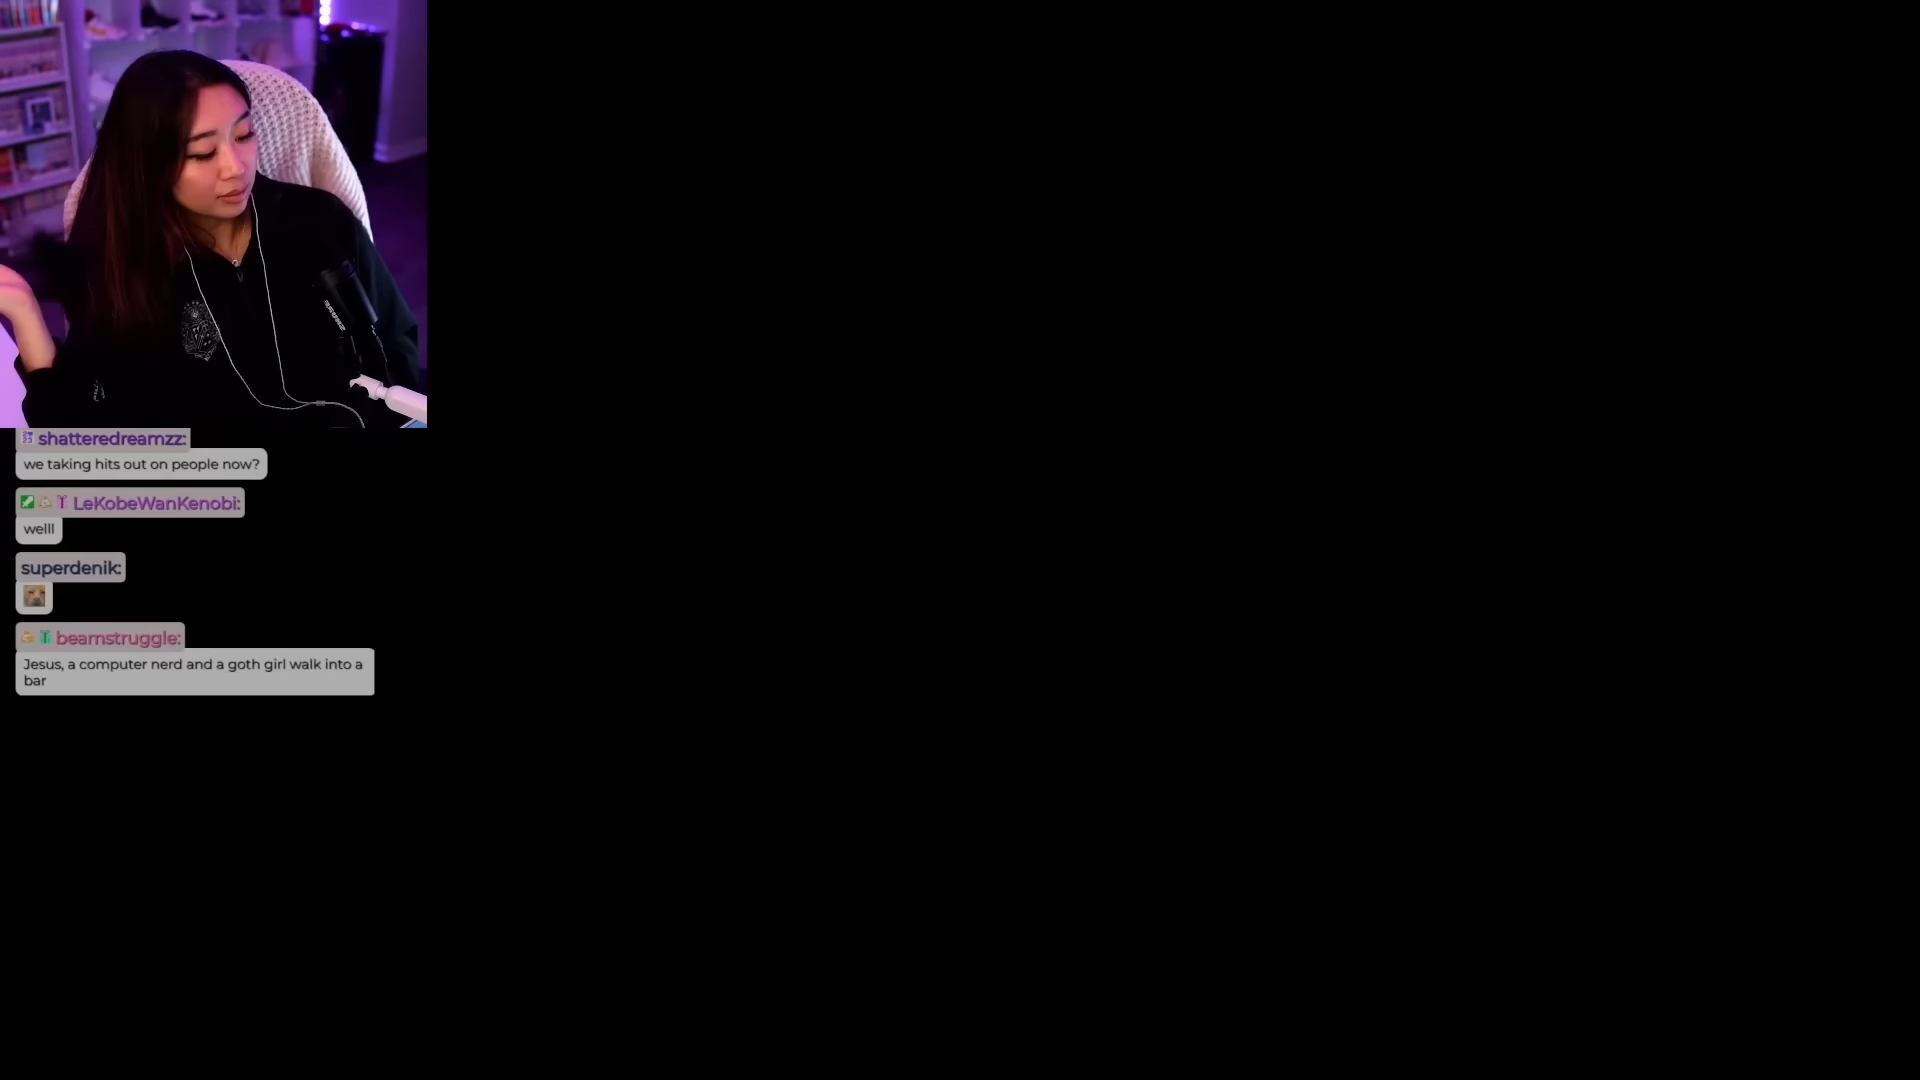 shatteredreamzz:
we taking hits out on people now?
LeKobeWanKenobi:
welll
superdenik:
beamstruggle:
Jesus, a computer nerd and a goth girl walk into a
bar